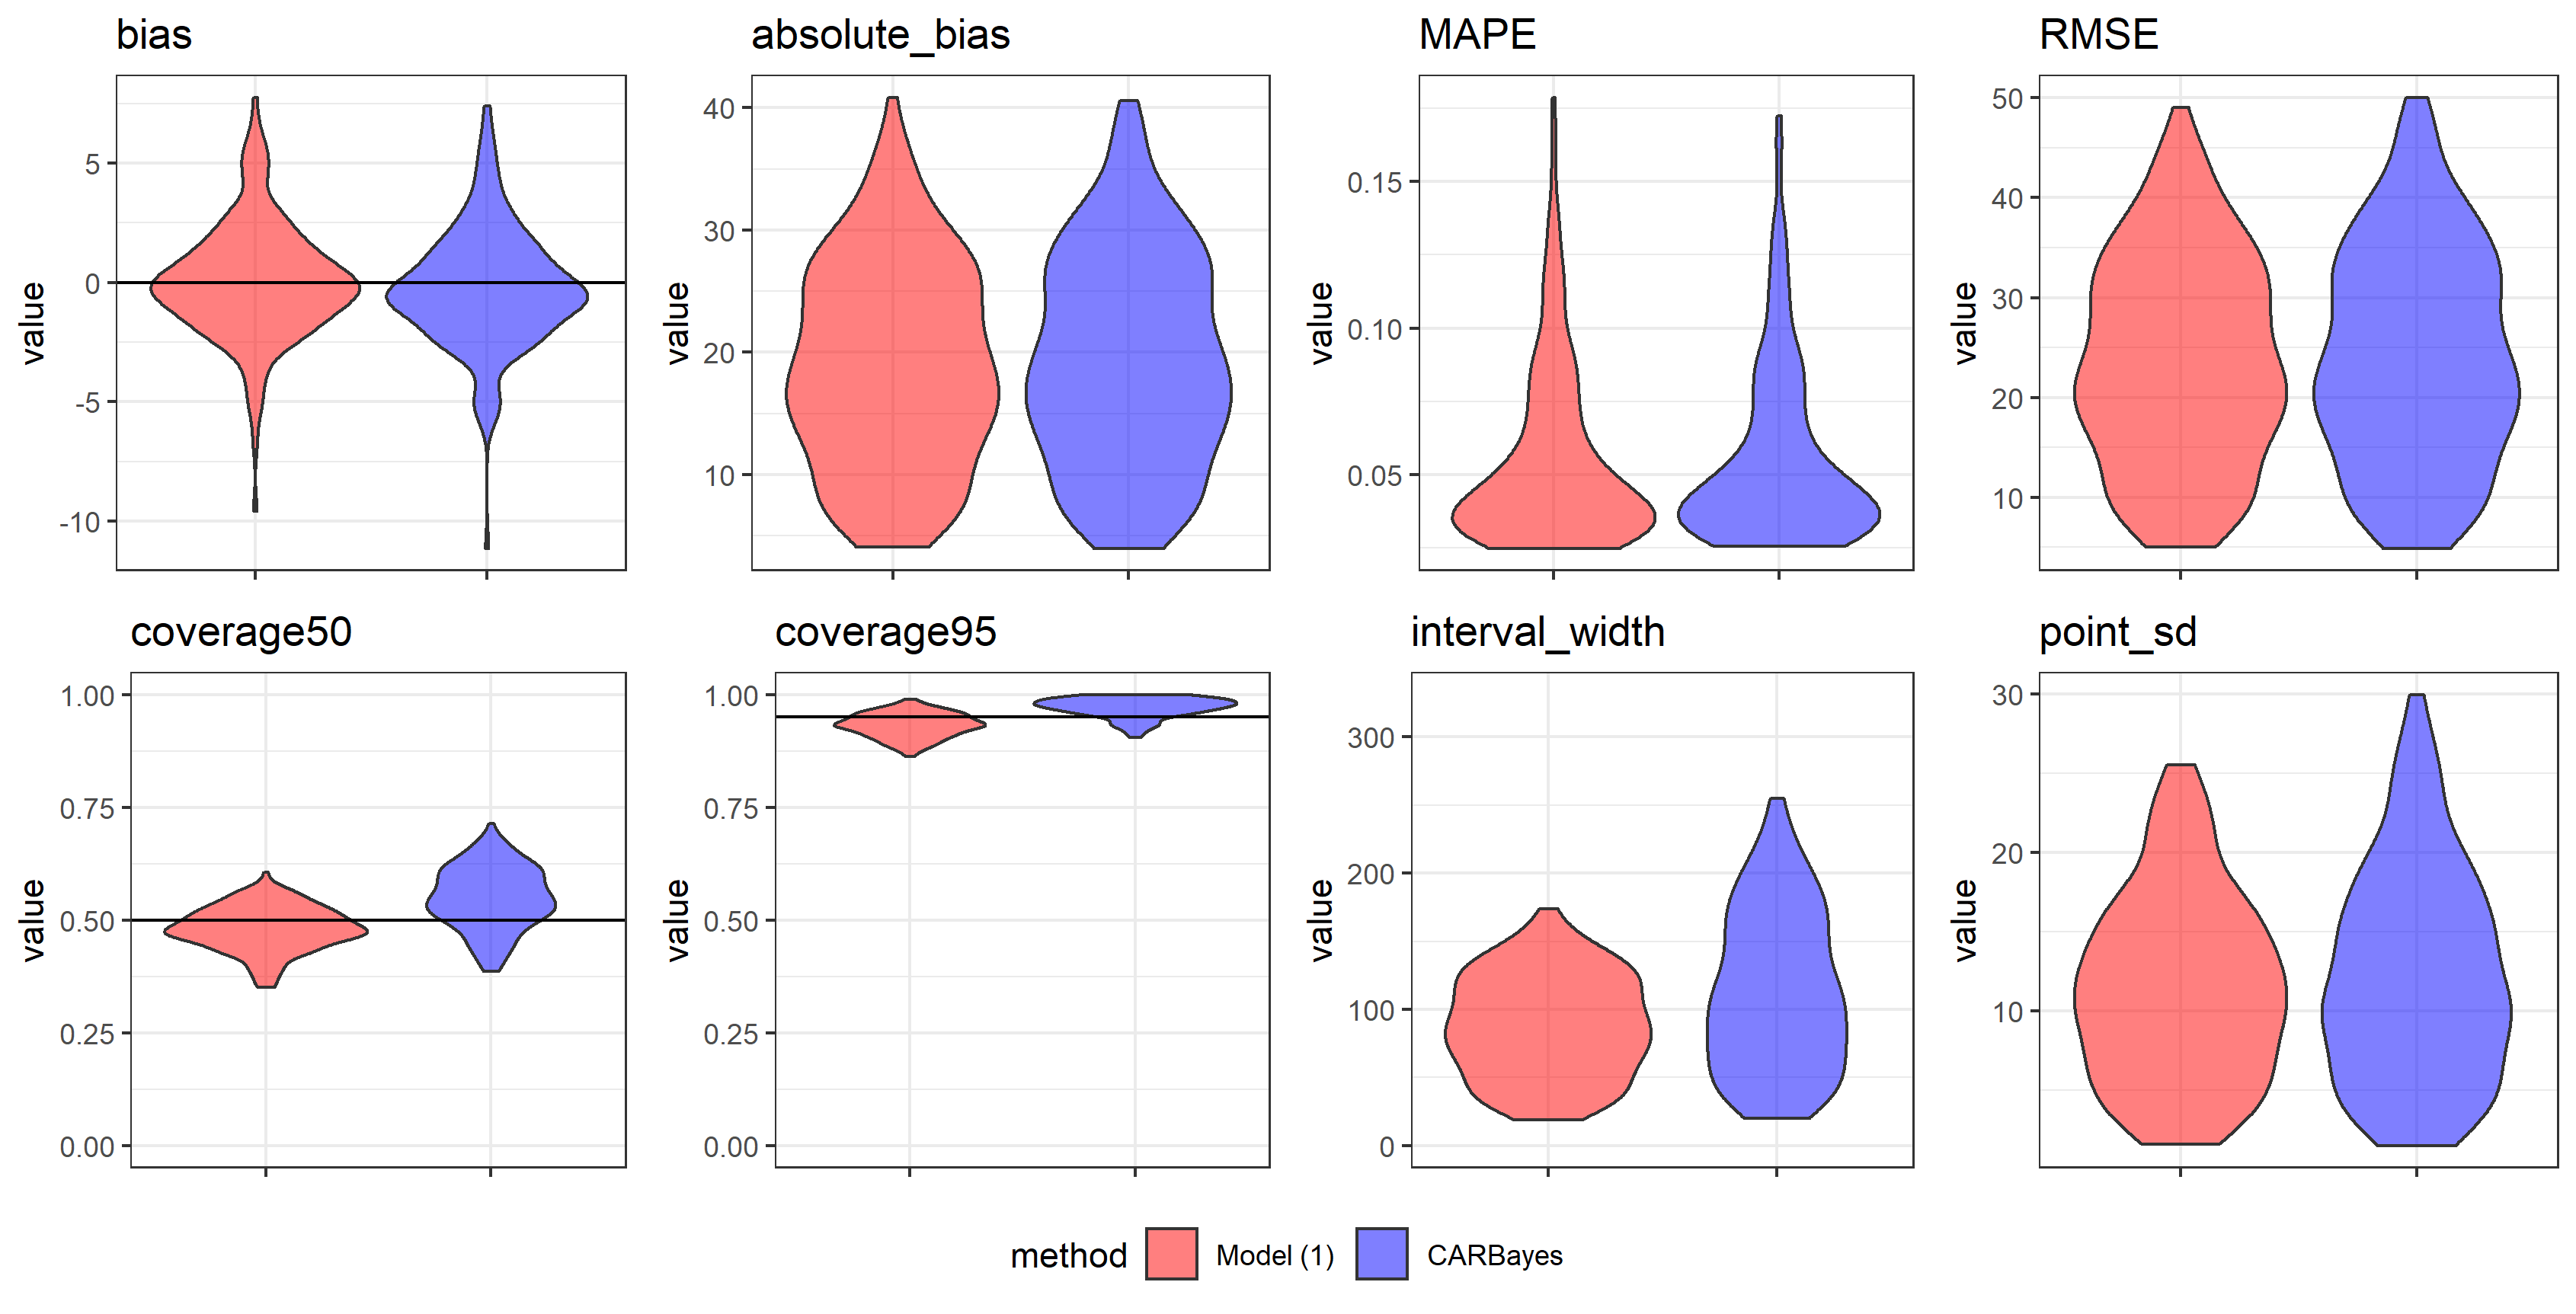 bias
absolute_bias
MAPE
RMSE
value
5
0
-5
-10
value
40
30
20
10
value
0.15
0.10
0.05
value
50
40
30
20
10
coverage50
coverage95
interval_width
point_sd
value
1.00
0.75
0.50
0.25
0.00
value
1.00
0.75
0.50
0.25
0.00
value
300
200
100
0
value
30
20
10
method Model (1) CARBayes